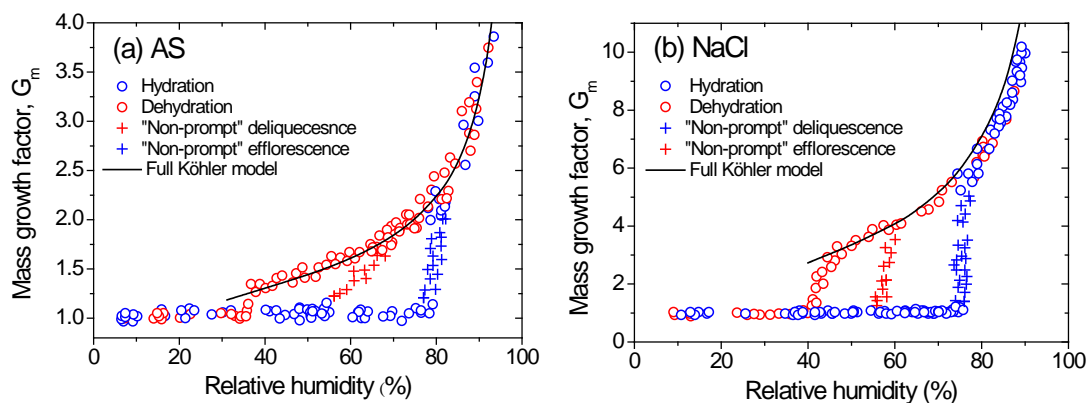 (a) AS
Hydration
Dehydration
"Non-prompt" deliquecesnce
"Non-prompt" efflorescence
Full Köhler model
Mass growth factor, Gm
4.0
3.75
3.5
3.0
2.5
2.0
1.5
1.0
0 20 40 60 80 100
Relative humidity (%)
(b) NaCl
Hydration
Dehydration
"Non-prompt" deliquescence
"Non-prompt" efflorescence
Full Köhler model
Mass growth factor, Gm
10
8
6
4
2
0
0 20 40 60 80 100
Relative humidity (%)